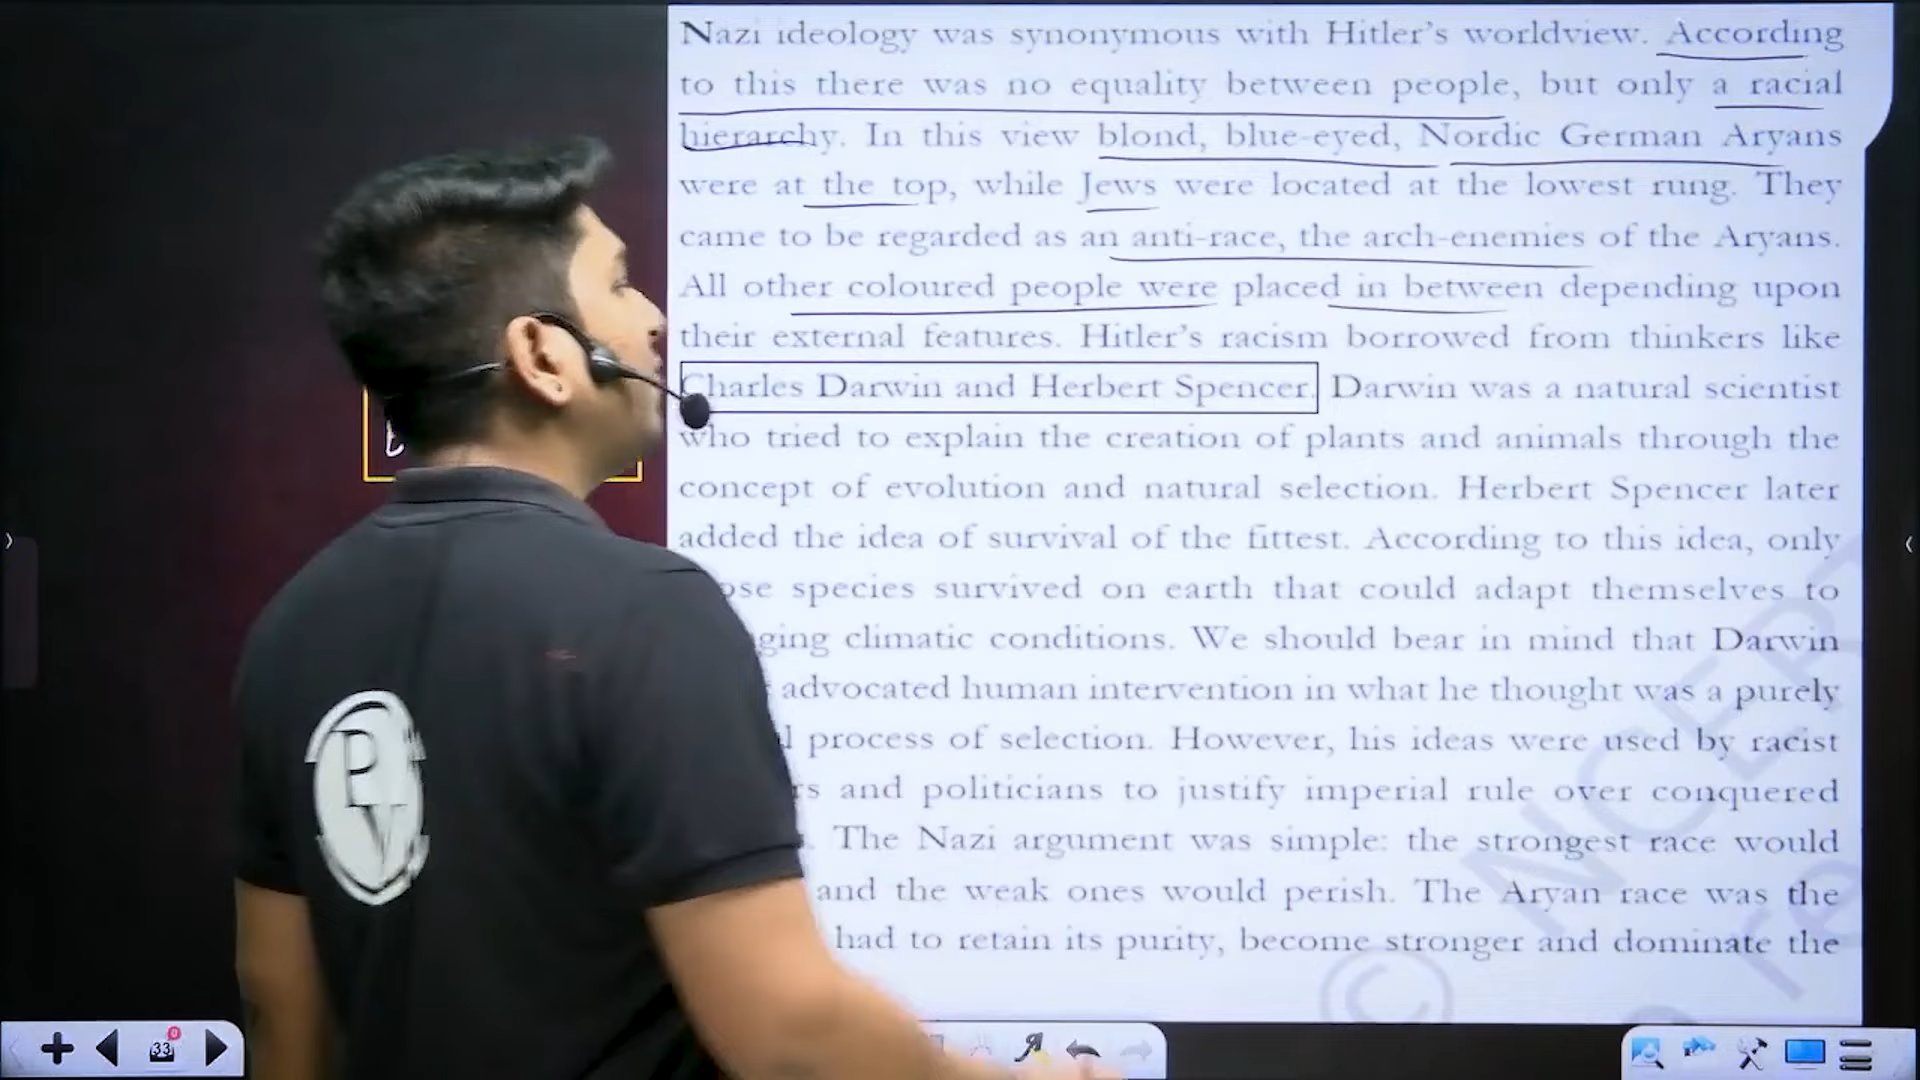 Nazi ideology was synonymous with Hitler's worldview. According
to this there was no equality between people, but only a racial
hierarchy. In this view blond, blue-eyed, Nordic German Aryans
were at the top, while Jews were located at the lowest rung. They
came to be regarded as an anti-race, the arch-enemies of the Aryans.
All other coloured people were placed in between depending upon
their external features. Hitler's racism borrowed from thinkers like
Charles Darwin and Herbert Spencer. Darwin was a natural scientist
who tried to explain the creation of plants and animals through the
concept of evolution and natural selection. Herbert Spencer later
added the idea of survival of the fittest. According to this idea, only
species survived on earth that could adapt themselves to
climatic conditions. We should bear in mind that Darwin
advocated human intervention in what he thought was a purely
process of selection. However, his ideas were used by racist
and politicians to justify imperial rule over conquered
The Nazi argument was simple: the strongest race would
and the weak ones would perish. The Aryan race was the
had to retain its purity, become stronger and dominate the
© NCERT
PV
33
0